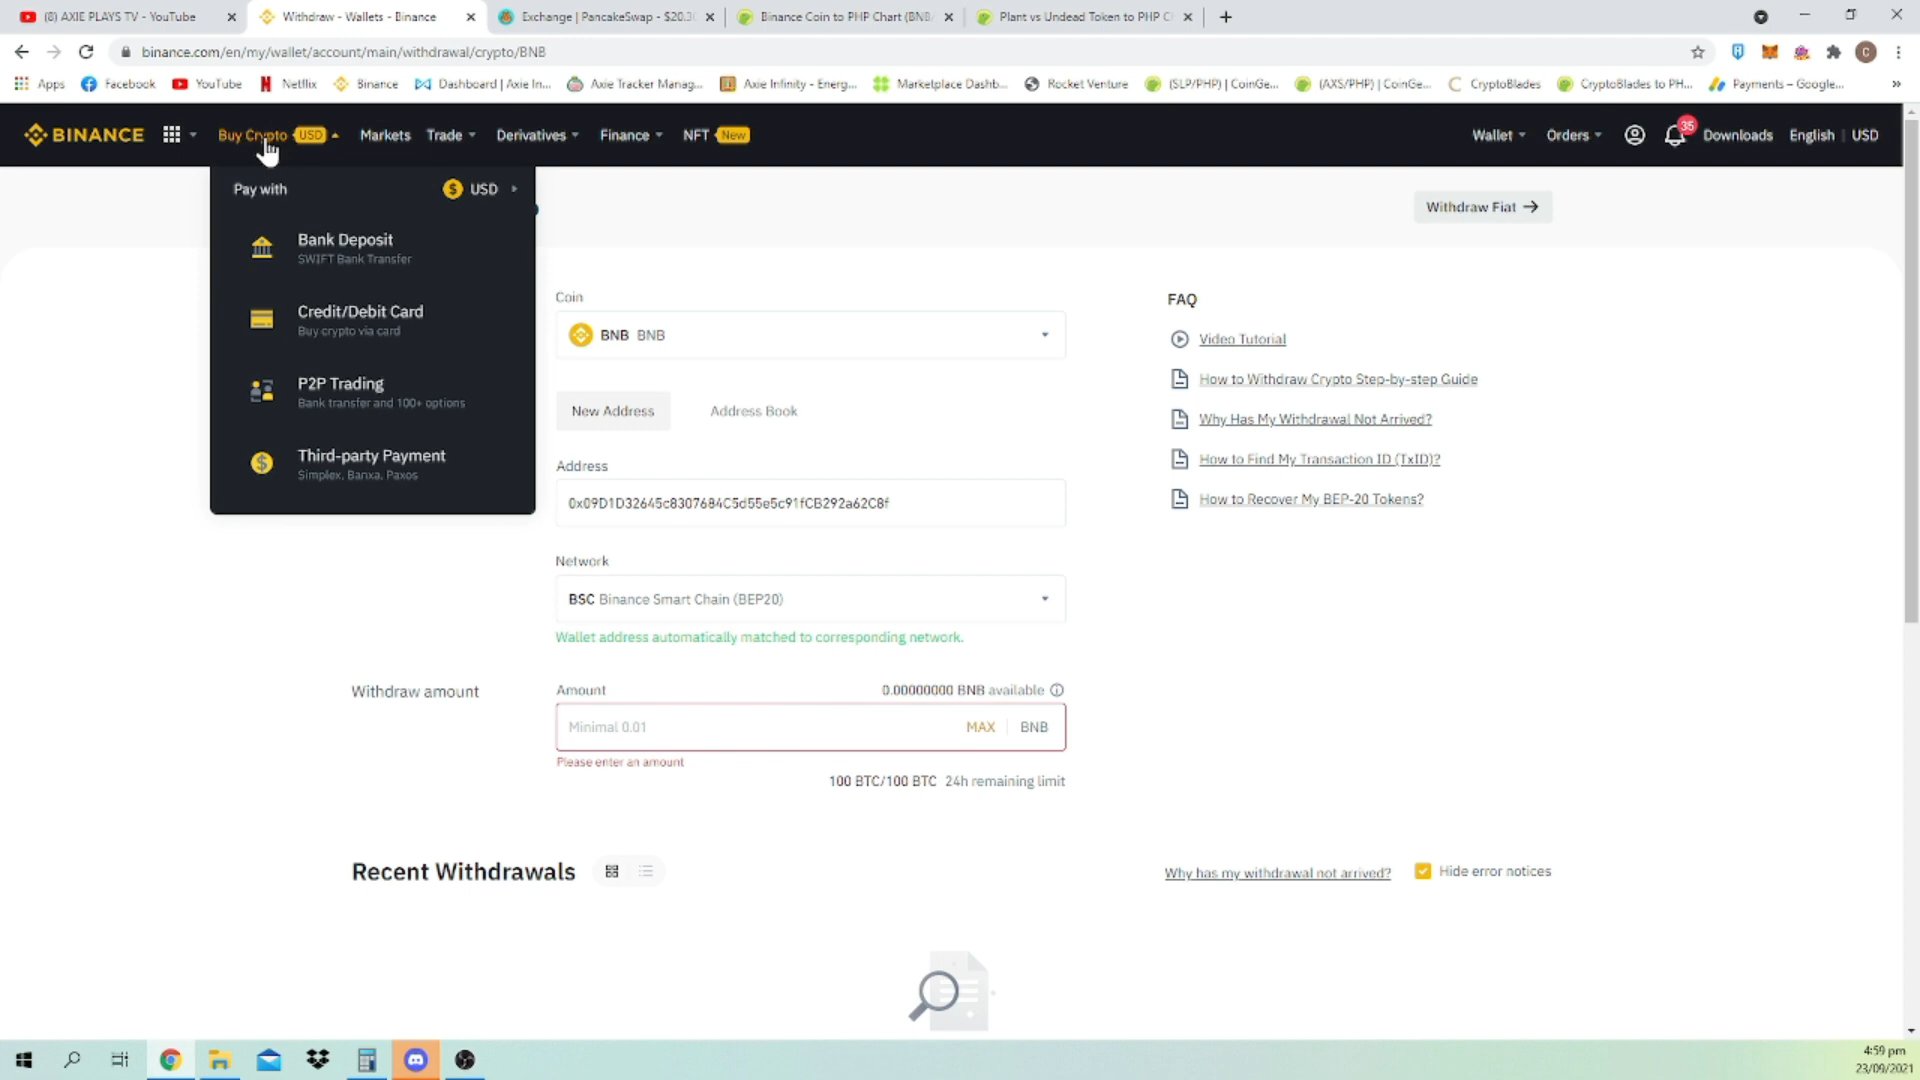 (8) AXIE PLAYS TV - YouTube
Withdraw - Wallets - Binance
Exchange | PancakeSwap - $20.3
Binance Coin to PHP Chart (BNB/
Plant vs Undead Token to PHP C
binance.com/en/my/wallet/account/main/withdrawal/crypto/BNB
C
Apps
Facebook
YouTube
Netflix
Binance
Dashboard | Axie In...
Axie Tracker Manag...
Axie Infinity - Energ...
Marketplace Dashb...
Rocket Venture
(SLP/PHP) | CoinGe...
(AXS/PHP) | CoinGe...
CryptoBlades
CryptoBlades to PH...
Payments – Google...
»
BINANCE
Buy Crypto USD
Markets
Trade
Derivatives
Finance
NFT New
Wallet
Orders
35
Downloads
English
USD
Pay with
USD
Bank Deposit
SWIFT Bank Transfer
Credit/Debit Card
Buy crypto via card
P2P Trading
Bank transfer and 100+ options
Third-party Payment
Simplex, Banxa, Paxos
Withdraw Fiat →
Coin
BNB BNB
New Address
Address Book
Address
0x09D1D32645c8307684C5d55e5c91fCB292a62C8f
Network
BSC Binance Smart Chain (BEP20)
Wallet address automatically matched to corresponding network.
Withdraw amount
Amount
0.00000000 BNB available
Minimal 0.01
MAX
BNB
Please enter an amount
100 BTC/100 BTC 24h remaining limit
FAQ
Video Tutorial
How to Withdraw Crypto Step-by-step Guide
Why Has My Withdrawal Not Arrived?
How to Find My Transaction ID (TxID)?
How to Recover My BEP-20 Tokens?
Recent Withdrawals
Why has my withdrawal not arrived?
Hide error notices
4:59 pm
23/09/2021